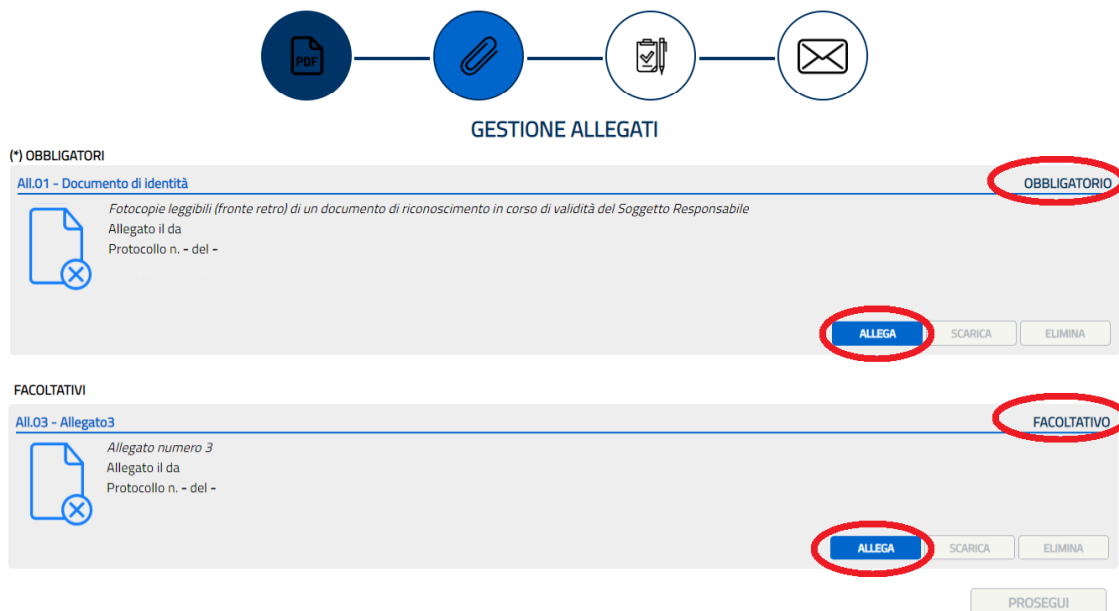 PDF
GESTIONE ALLEGATI
(*) OBBLIGATORI
All.01 - Documento di identità
OBBLIGATORIO
Fotocopie leggibili (fronte retro) di un documento di riconoscimento in corso di validità del Soggetto Responsabile
Allegato il da
Protocollo n. - del -
ALLEGA SCARICA ELIMINA
FACOLTATIVI
All.03 - Allegato3
FACOLTATIVO
Allegato numero 3
Allegato il da
Protocollo n. - del -
ALLEGA SCARICA ELIMINA
PROSEGUI